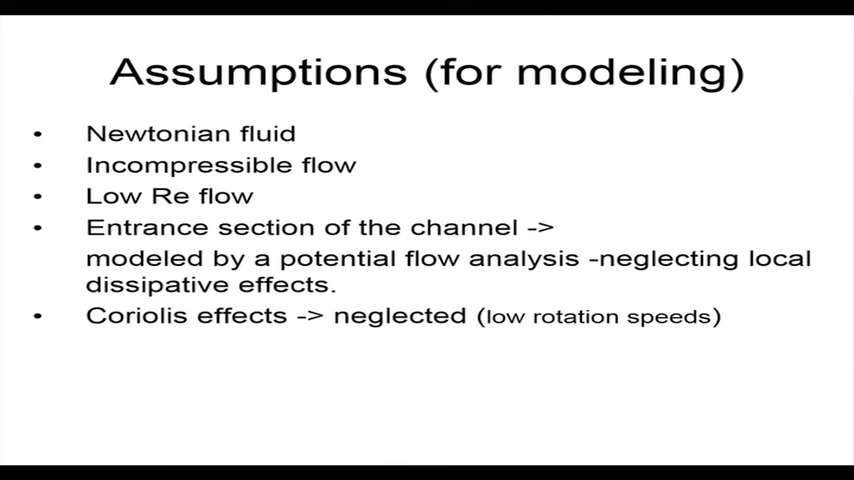 Assumptions (for modeling)
• Newtonian fluid
• Incompressible flow
• Low Re flow
• Entrance section of the channel ->
modeled by a potential flow analysis -neglecting local
dissipative effects.
• Coriolis effects -> neglected (low rotation speeds)